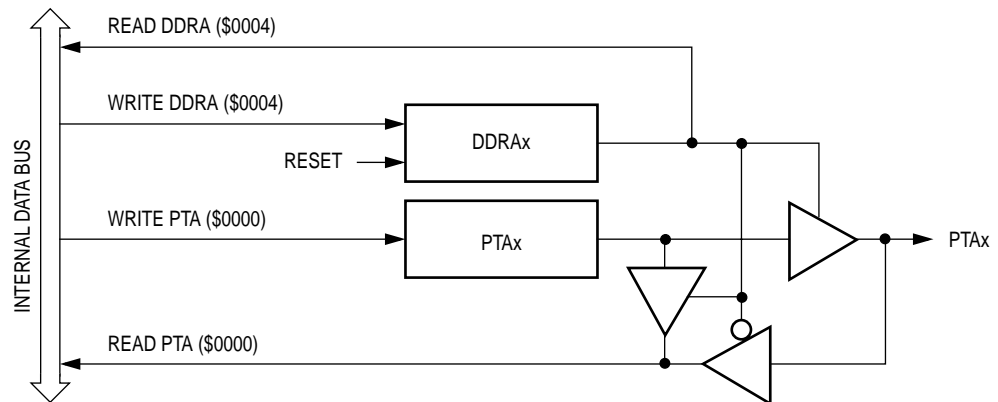 READ DDRA ($0004)
WRITE DDRA ($0004)
DDRAx
RESET
WRITE PTA ($0000)
PTAx
PTAx
READ PTA ($0000)
INTERNAL DATA BUS